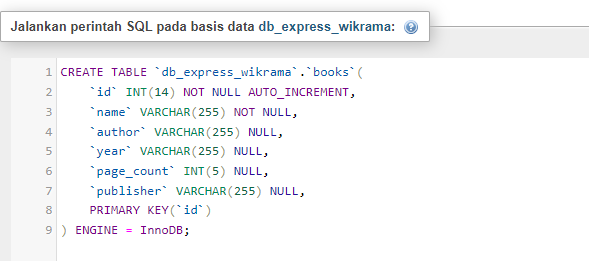 Jalankan perintah SQL pada basis data db_express_wikrama:
1 CREATE TABLE `db_express_wikrama`.`books`(
2 `id` INT(14) NOT NULL AUTO_INCREMENT,
3 `name` VARCHAR(255) NOT NULL,
4 `author` VARCHAR(255) NULL,
5 `year` VARCHAR(255) NULL,
6 `page_count` INT(5) NULL,
7 `publisher` VARCHAR(255) NULL,
8 PRIMARY KEY(`id`)
9 ) ENGINE = InnoDB;